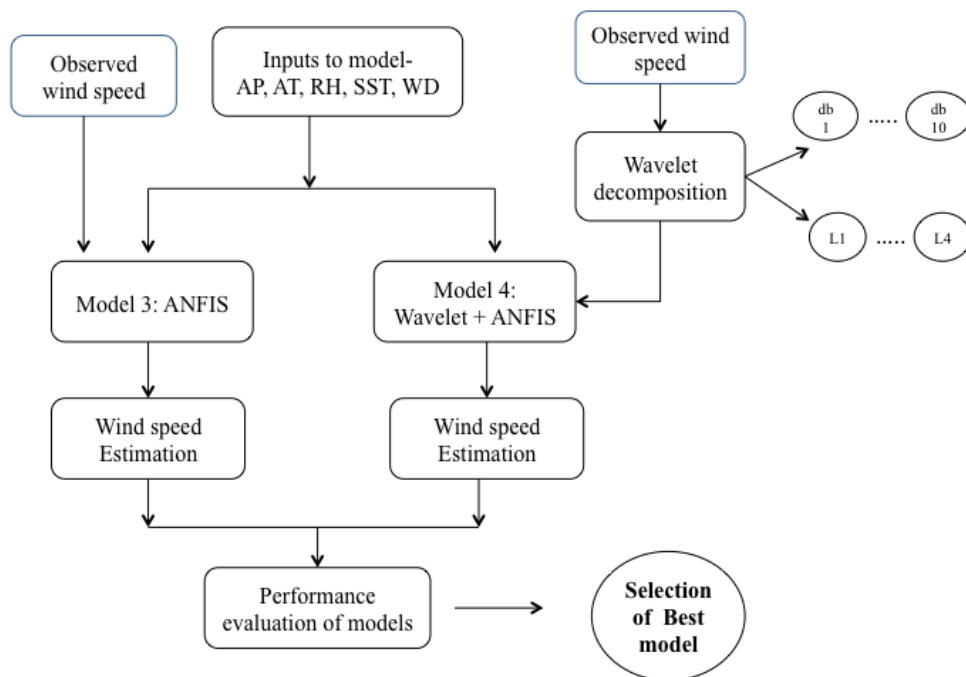 Observed
wind speed
Inputs to model-
AP, AT, RH, SST, WD
Observed wind
speed
db
1
.....
db
10
Wavelet
decomposition
L1
.....
L4
Model 3: ANFIS
Model 4:
Wavelet + ANFIS
Wind speed
Estimation
Wind speed
Estimation
Performance
evaluation of models
Selection
of Best
model